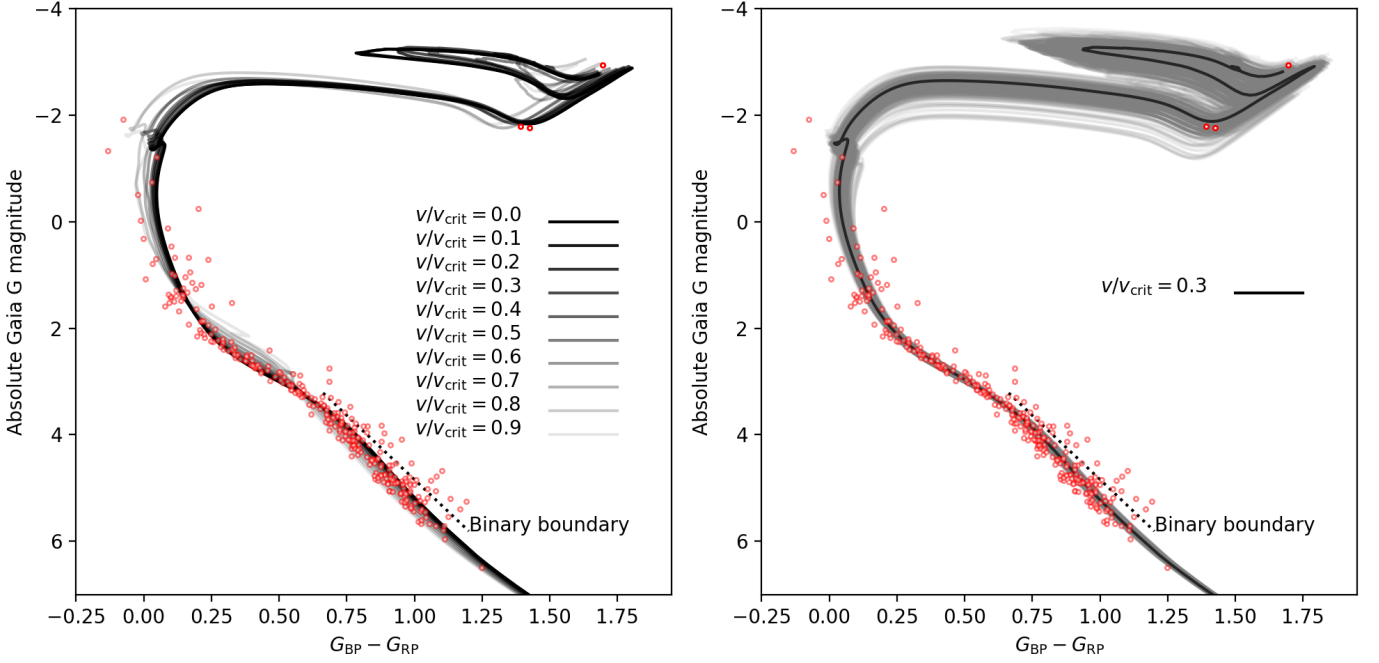 −4
−2
0
2
4
6
Absolute Gaia G magnitude
v/v_crit = 0.0
v/v_crit = 0.1
v/v_crit = 0.2
v/v_crit = 0.3
v/v_crit = 0.4
v/v_crit = 0.5
v/v_crit = 0.6
v/v_crit = 0.7
v/v_crit = 0.8
v/v_crit = 0.9
Binary boundary
−0.25 0.00 0.25 0.50 0.75 1.00 1.25 1.50 1.75
G_BP − G_RP
−4
−2
0
2
4
6
Absolute Gaia G magnitude
v/v_crit = 0.3
Binary boundary
−0.25 0.00 0.25 0.50 0.75 1.00 1.25 1.50 1.75
G_BP − G_RP